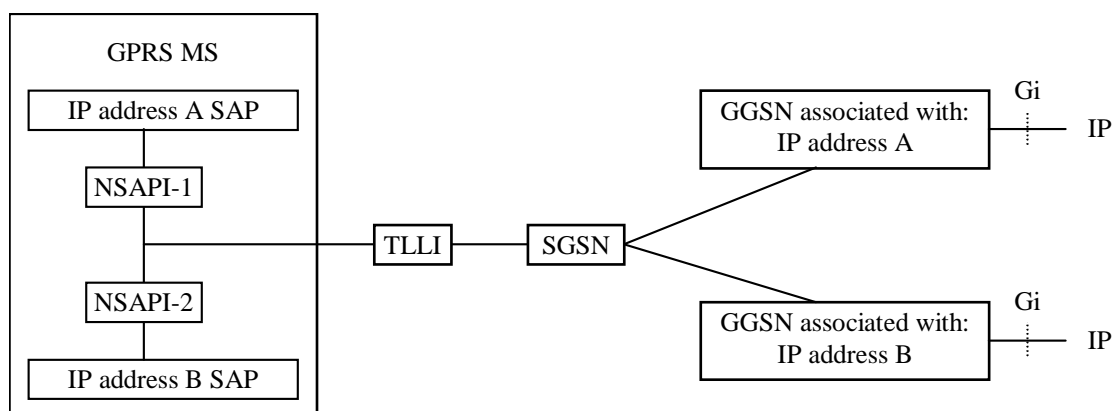 GPRS MS
IP address A SAP
NSAPI-1
NSAPI-2
IP address B SAP
TLLI
SGSN
GGSN associated with:
IP address A
Gi
IP
GGSN associated with:
IP address B
Gi
IP